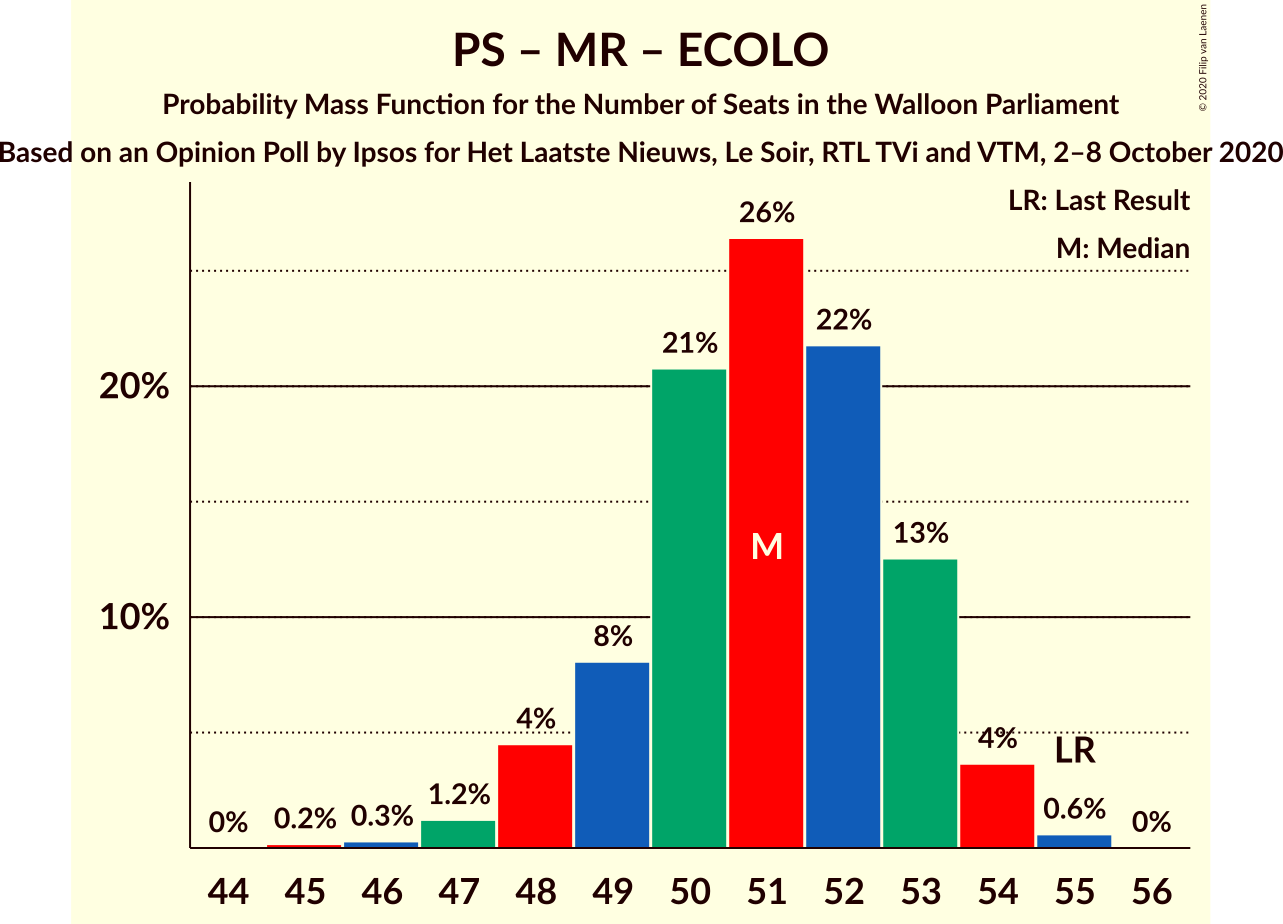 PS – MR – ECOLO
Probability Mass Function for the Number of Seats in the Walloon Parliament
Based on an Opinion Poll by Ipsos for Het Laatste Nieuws, Le Soir, RTL TVi and VTM, 2–8 October 2020
© 2020 Filip van Laenen
LR: Last Result
M: Median
26%
22%
21%
20%
13%
M
10%
8%
4%
4%
LR
1.2%
0.6%
0.3%
0.2%
0%
0%
44 45 46 47 48 49 50 51 52 53 54 55 56